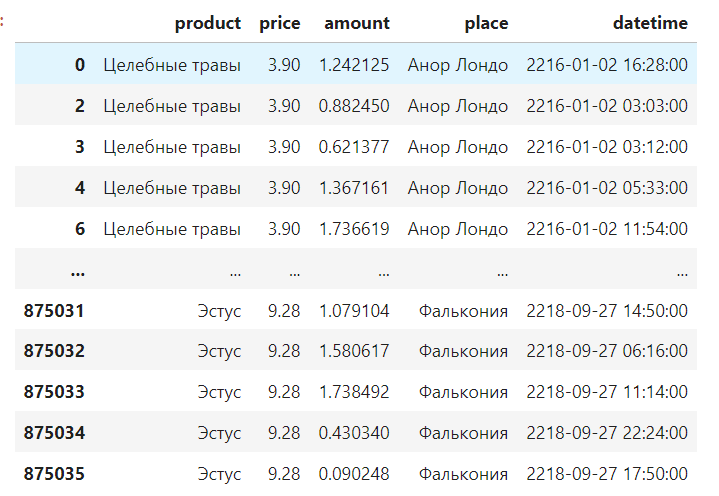 :
product price amount place datetime
0 Целебные травы 3.90 1.242125 Анор Лондо 2216-01-02 16:28:00
2 Целебные травы 3.90 0.882450 Анор Лондо 2216-01-02 03:03:00
3 Целебные травы 3.90 0.621377 Анор Лондо 2216-01-02 03:12:00
4 Целебные травы 3.90 1.367161 Анор Лондо 2216-01-02 05:33:00
6 Целебные травы 3.90 1.736619 Анор Лондо 2216-01-02 11:54:00
... ... ... ... ... ...
875031 Эстус 9.28 1.079104 Фалькония 2218-09-27 14:50:00
875032 Эстус 9.28 1.580617 Фалькония 2218-09-27 06:16:00
875033 Эстус 9.28 1.738492 Фалькония 2218-09-27 11:14:00
875034 Эстус 9.28 0.430340 Фалькония 2218-09-27 22:24:00
875035 Эстус 9.28 0.090248 Фалькония 2218-09-27 17:50:00